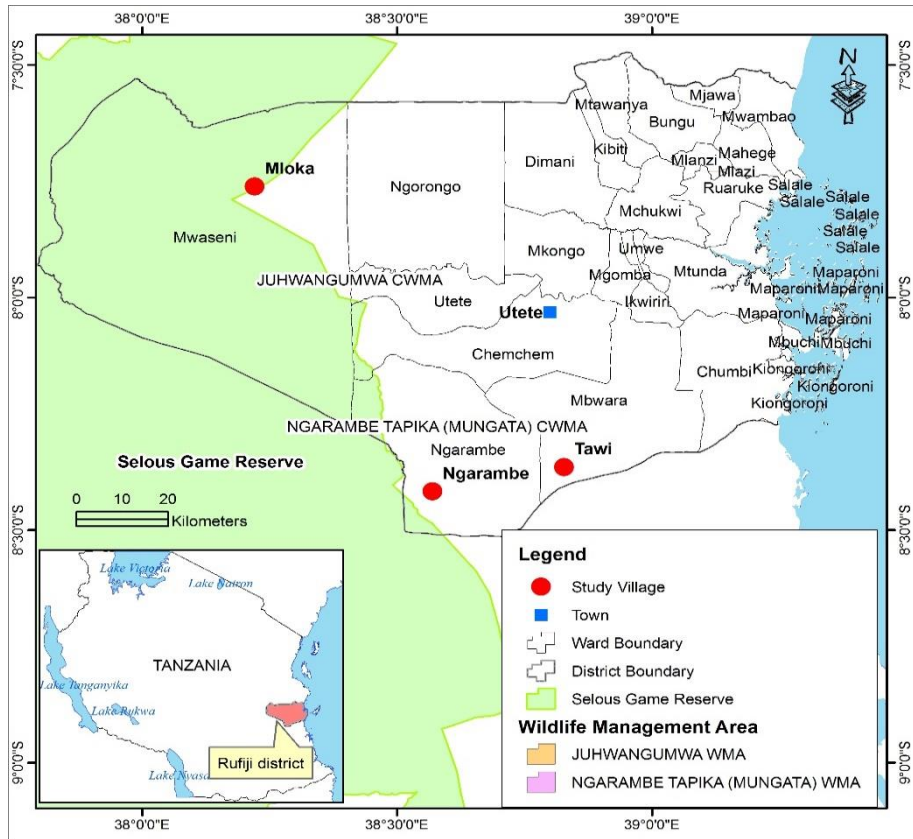 38°0'0"E
38°30'0"E
39°0'0"E
7°30'0"S
7°30'0"S
N
Mjawa
Mtawanya
Bungu
Mwambao
Kibiti
Dimani
Mlanzi
Mahege
Mlazi
Mloka
Ngorongo
Ruaruke
Salale
Salale
Salale
Salale
Salale
Salale
Mchukwi
Mwaseni
Mkongo
Umwe
Mgomba
Mtunda
JUHWANGUMWA CWMA
Maparoni
Maparoni
Maparoni
Utete
Ikwiriri
8°0'0"S
8°0'0"S
Utete
Maparoni
Maparoni
Mbuchi
Mbuchi
Chemchem
Chumbi
Kiongoroni
Kiongoroni
Kiongoroni
Mbwara
NGARAMBE TAPIKA (MUNGATA) CWMA
Ngarambe
Tawi
Selous Game Reserve
Ngarambe
0 10 20
Kilometers
8°30'0"S
8°30'0"S
Legend
Study Village
Town
Ward Boundary
District Boundary
Selous Game Reserve
Wildlife Management Area
JUHWANGUMWA WMA
NGARAMBE TAPIKA (MUNGATA) WMA
Lake Victoria
Lake Natron
TANZANIA
Lake Tanganyika
Lake Rukwa
Rufiji district
Lake Nyasa
9°0'0"S
9°0'0"S
38°0'0"E
38°30'0"E
39°0'0"E